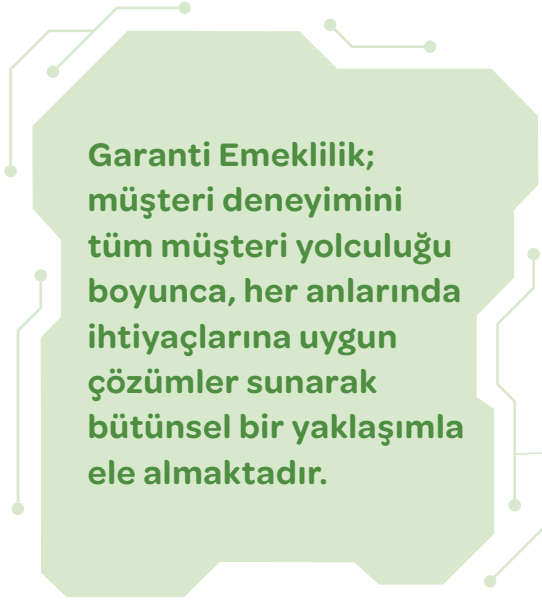 Garanti Emeklilik;
müşteri deneyimini
tüm müşteri yolculuğu
boyunca, her anlarında
ihtiyaçlarına uygun
çözümler sunarak
bütünsel bir yaklaşımla
ele almaktadır.